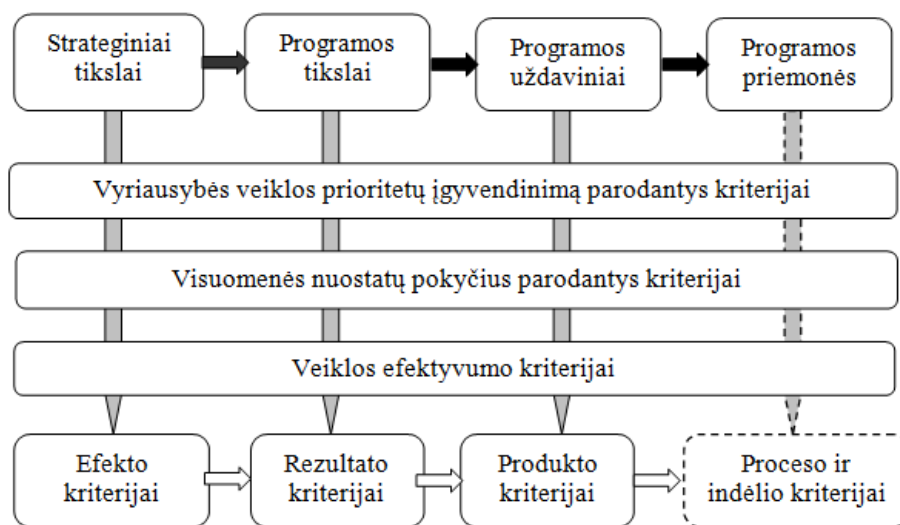 Strateginiai
tikslai
Programos
tikslai
Programos
uždaviniai
Programos
priemonės
Vyriausybės veiklos prioritetų įgyvendinimą parodantys kriterijai
Visuomenės nuostatų pokyčius parodantys kriterijai
Veiklos efektyvumo kriterijai
Efekto
kriterijai
Rezultato
kriterijai
Produkto
kriterijai
Proceso ir
indėlio kriterijai